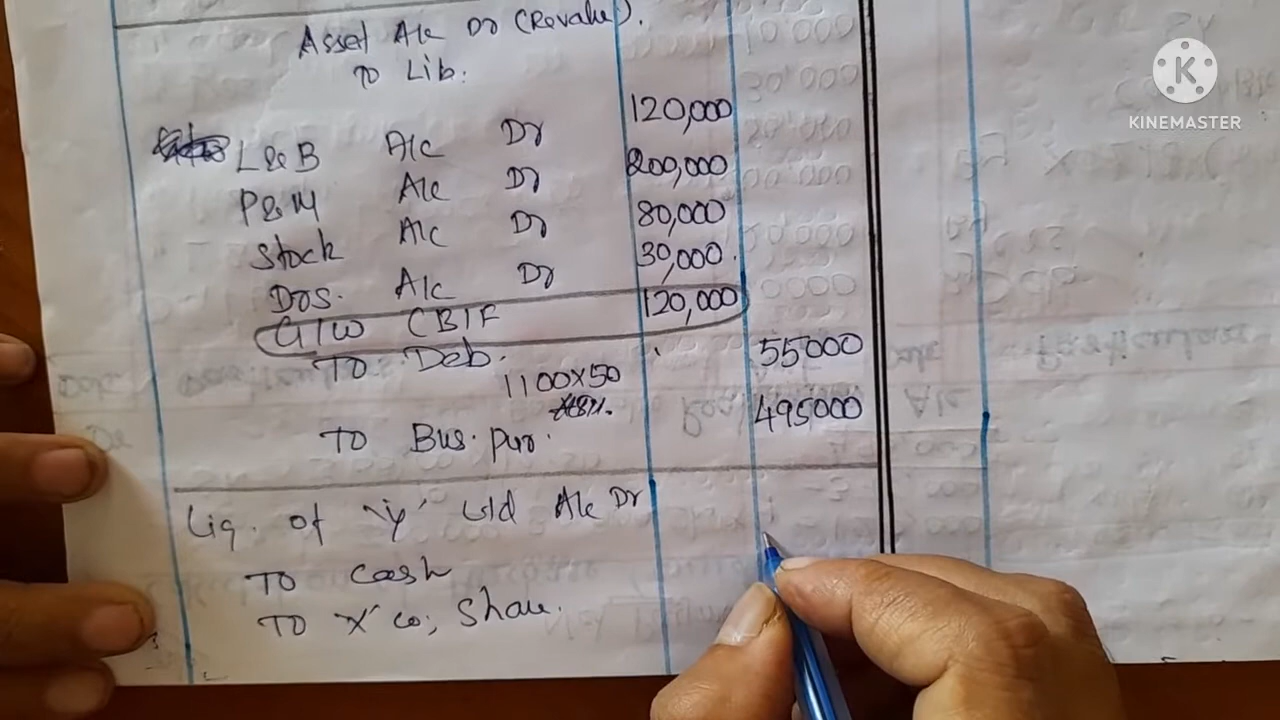 Asset A/c Dr (Revalue).
TO Lib:
L&B A/c Dr 120,000
P&M A/c Dr 200,000
Stock A/c Dr 80,000
Drs. A/c Dr 30,000.
G/W CB/F 120,000
TO Deb. 55000
1100x50
TO Bus. pur. 495000
Liq. of 'y' Ltd A/c Dr
TO Cash
TO 'X' Co; Share.
KINEMASTER